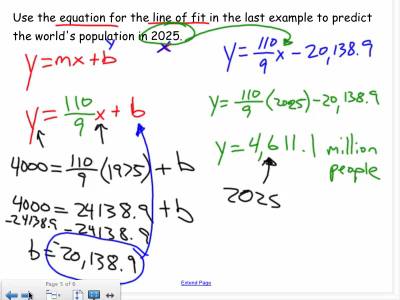 Use the equation for the line of fit in the last example to predict
the world's population in 2025.
y x
y = mx + b
y = 110/9 x + b
4000 = 110/9 (1975) + b
4000 = 24138.9 + b
-24138.9 - 24138.9
b = -20,138.9
y = 110/9 x - 20,138.9
y = 110/9 (2025) - 20,138.9
y = 4,611.1 million
people
2025
Page 5 of 6
Extend Page